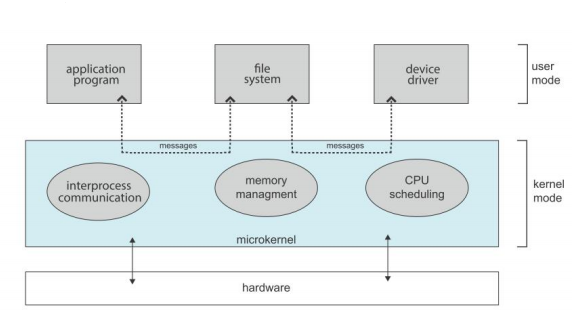 application
program
file
system
device
driver
user
mode
messages
messages
interprocess
communication
memory
managment
CPU
scheduling
kernel
mode
microkernel
hardware